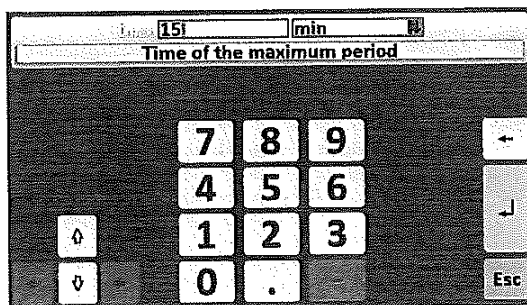 15 min
Time of the maximum period
7 8 9 ←
4 5 6
⇧ 1 2 3 ↵
⇩ 0 . Esc